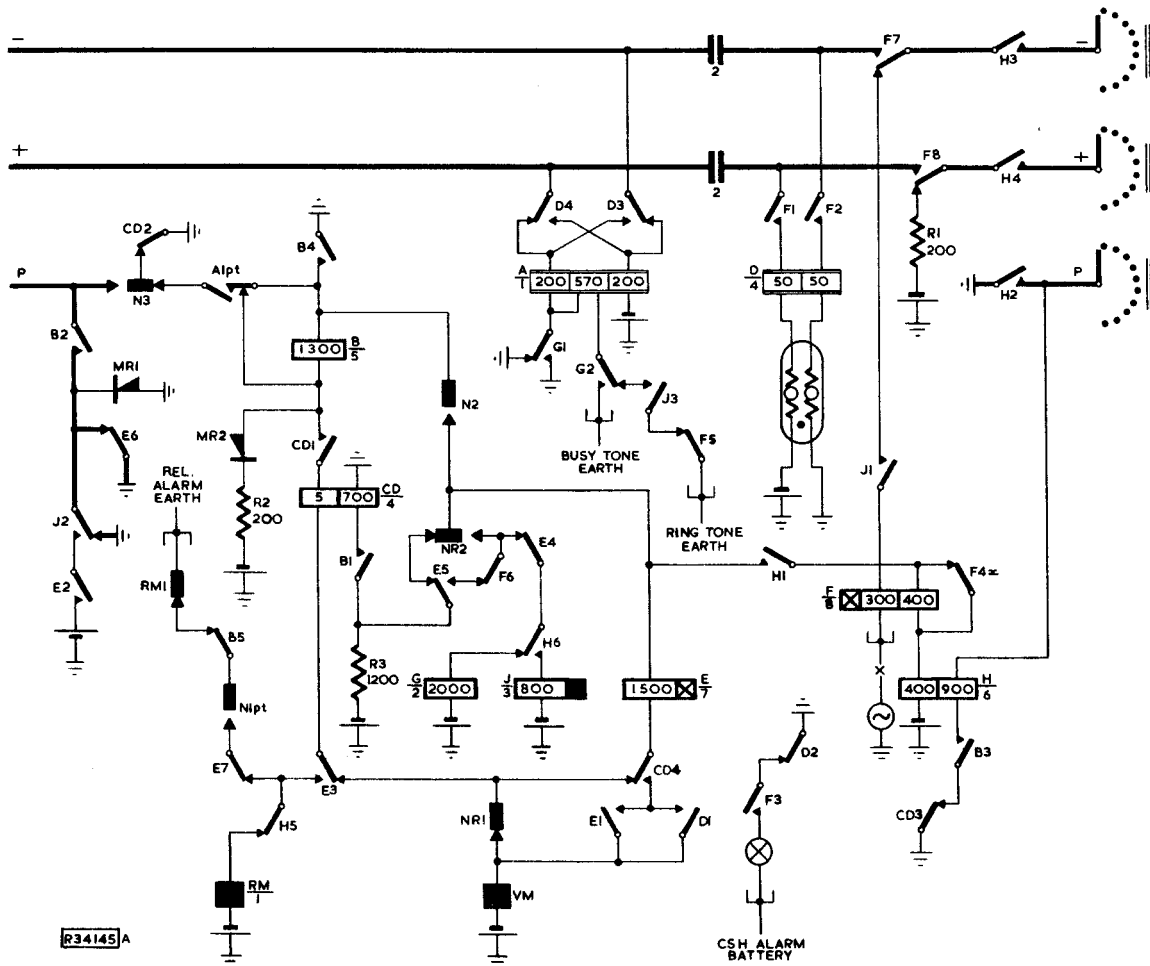 F7
−
H3
2
+
F8
+
H4
2
D4
D3
F1
F2
R1
200
B4
CD2
P
A1pt
N3
A
1
200
570
200
D
4
50
50
P
H2
B2
1300
B
5
G1
MR1
N2
G2
J3
E6
MR2
CD1
F5
BUSY TONE
EARTH
REL.
ALARM
EARTH
R2
200
5
700
CD
4
J1
J2
RING TONE
EARTH
E2
RM1
B1
NR2
E4
E5
F6
H1
F4x
F
8
300
400
B5
R3
1200
H6
G
2
2000
J
3
800
1500
E
7
400
900
H
6
N1pt
D2
B3
E7
E3
CD4
F3
CD3
H5
NR1
E1
D1
RM
1
VM
R34145 A
CSH ALARM
BATTERY